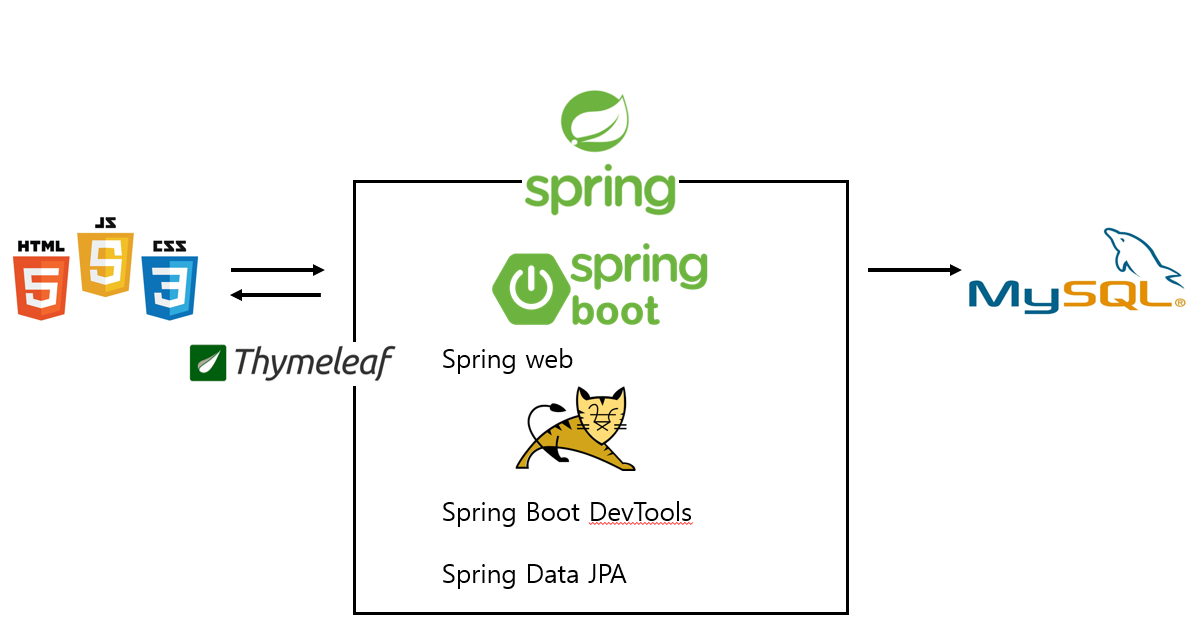 spring
JS
HTML
CSS
5
5
3
spring
boot
MySQL®
Thymeleaf
Spring web
Spring Boot DevTools
Spring Data JPA